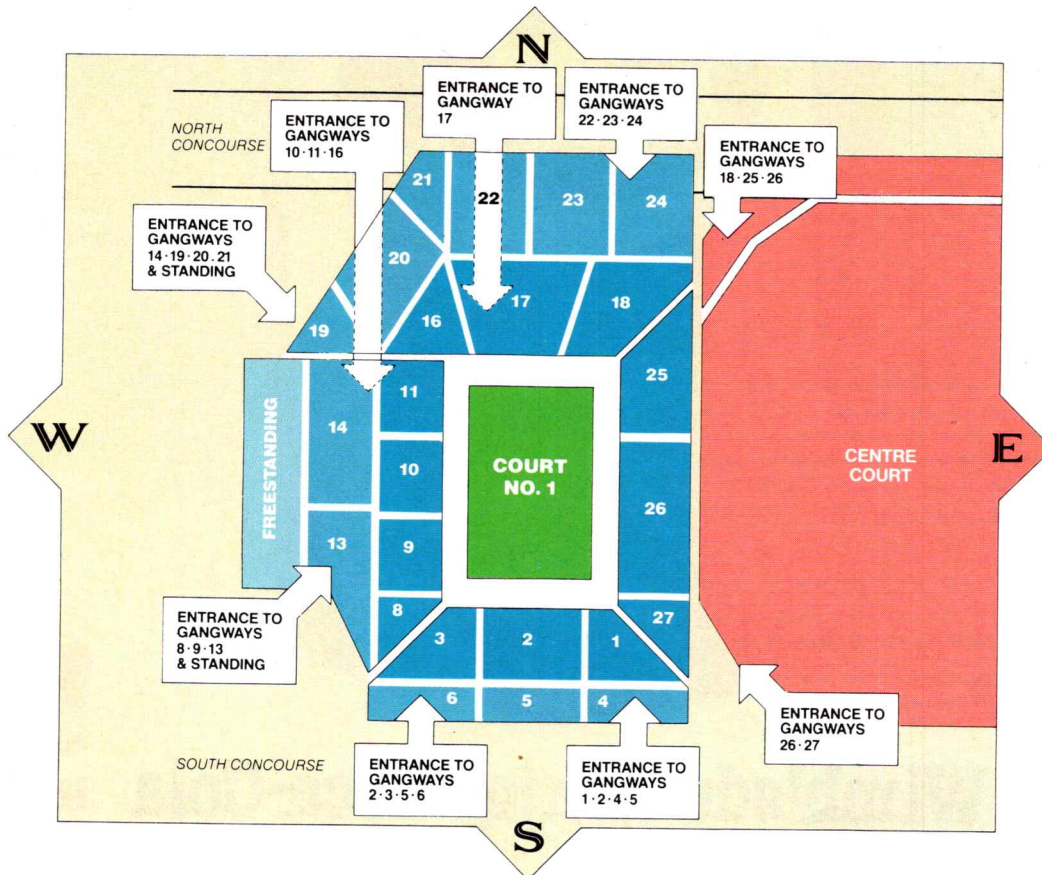 N
NORTH
CONCOURSE
ENTRANCE TO
GANGWAYS
10·11·16
ENTRANCE TO
GANGWAY
17
ENTRANCE TO
GANGWAYS
22·23·24
ENTRANCE TO
GANGWAYS
18·25·26
ENTRANCE TO
GANGWAYS
14·19·20.21
& STANDING
21
22
23
24
20
19
16
17
18
FREESTANDING
14
11
25
W
10
COURT
NO. 1
CENTRE
COURT
E
13
9
26
8
27
3
2
1
6
5
4
ENTRANCE TO
GANGWAYS
8·9·13
& STANDING
ENTRANCE TO
GANGWAYS
26·27
SOUTH CONCOURSE
ENTRANCE TO
GANGWAYS
2·3·5·6
ENTRANCE TO
GANGWAYS
1·2·4·5
S